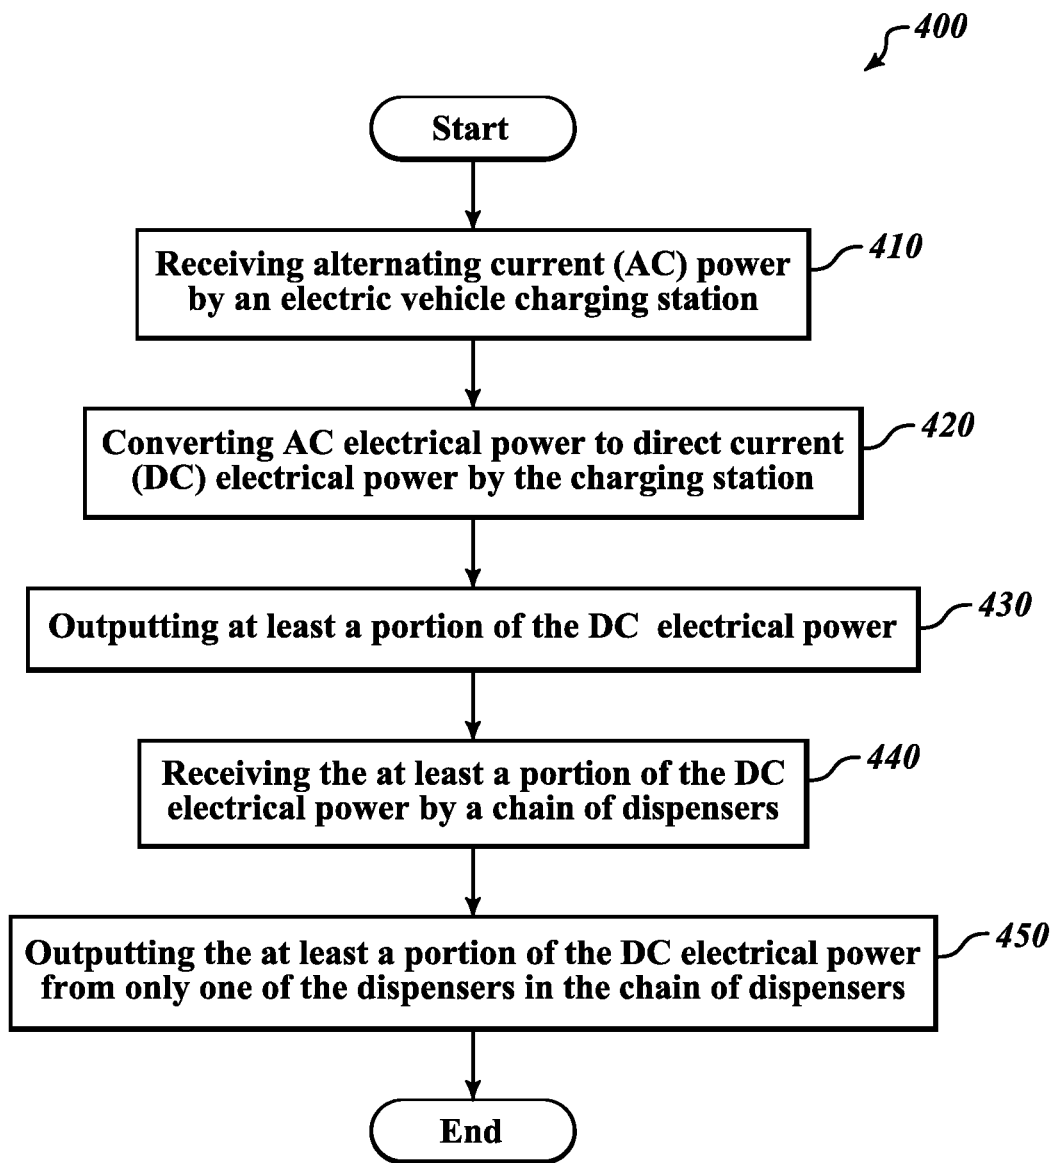 400
Start
Receiving alternating current (AC) power
by an electric vehicle charging station
410
Converting AC electrical power to direct current
(DC) electrical power by the charging station
420
Outputting at least a portion of the DC electrical power
430
Receiving the at least a portion of the DC
electrical power by a chain of dispensers
440
Outputting the at least a portion of the DC electrical power
from only one of the dispensers in the chain of dispensers
450
End